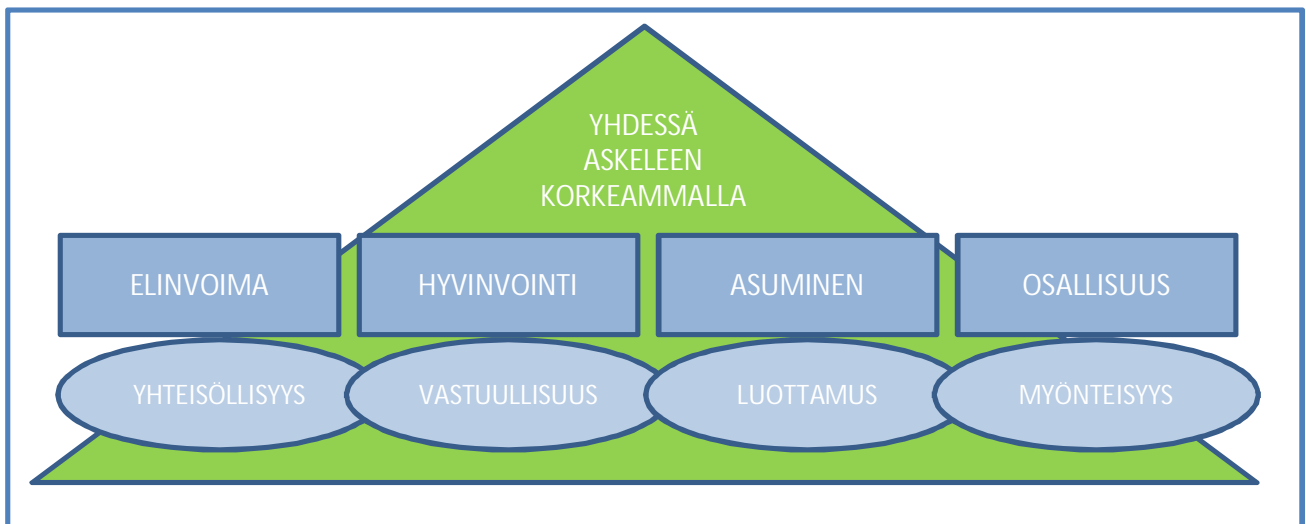 YHDESSÄ
ASKELEEN
KORKEAMMALLA
ELINVOIMA
HYVINVOINTI
ASUMINEN
OSALLISUUS
YHTEISÖLLISYYS
VASTUULLISUUS
LUOTTAMUS
MYÖNTEISYYS